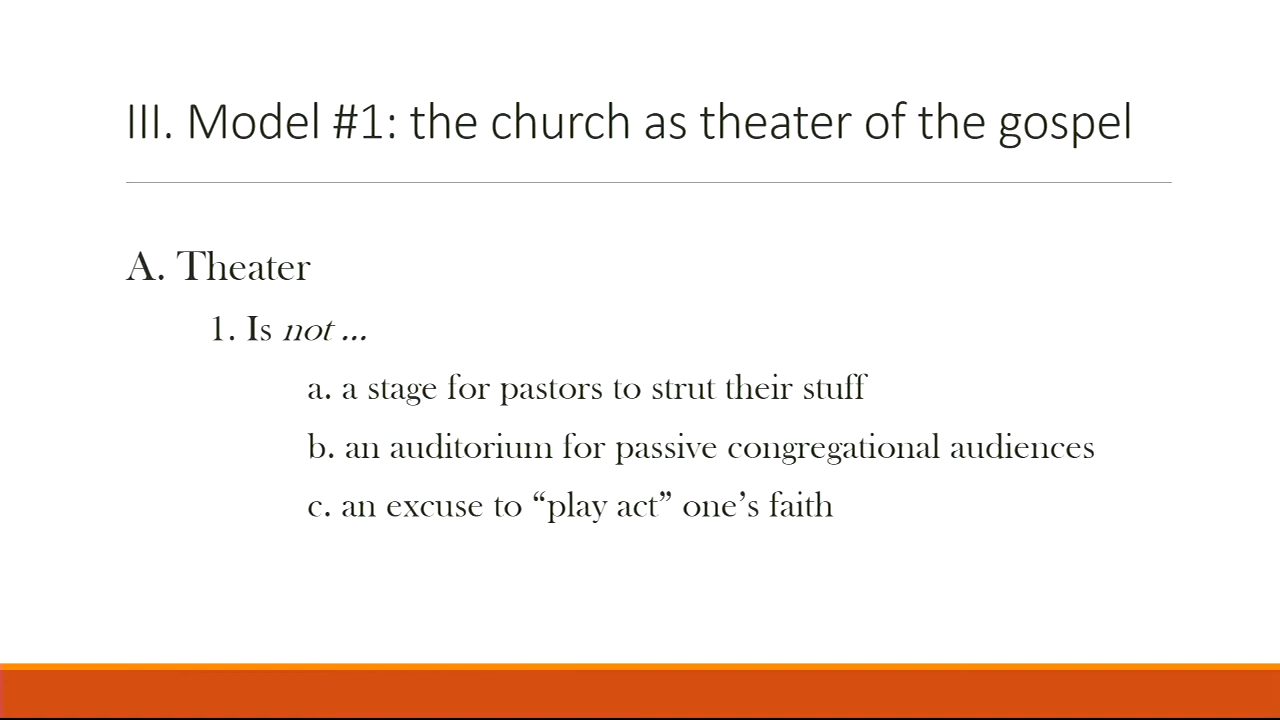 III. Model #1: the church as theater of the gospel
A. Theater
1. Is not ...
a. a stage for pastors to strut their stuff
b. an auditorium for passive congregational audiences
c. an excuse to “play act” one’s faith